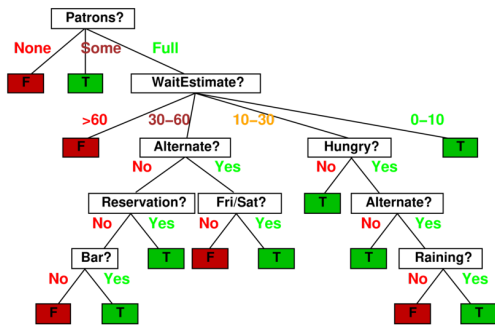 Patrons?
None Some Full
F T WaitEstimate?
>60 30−60 10−30 0−10
F Alternate? Hungry? T
No Yes No Yes
Reservation? Fri/Sat? T Alternate?
No Yes No Yes No Yes
Bar? T F T T Raining?
No Yes No Yes
F T F T